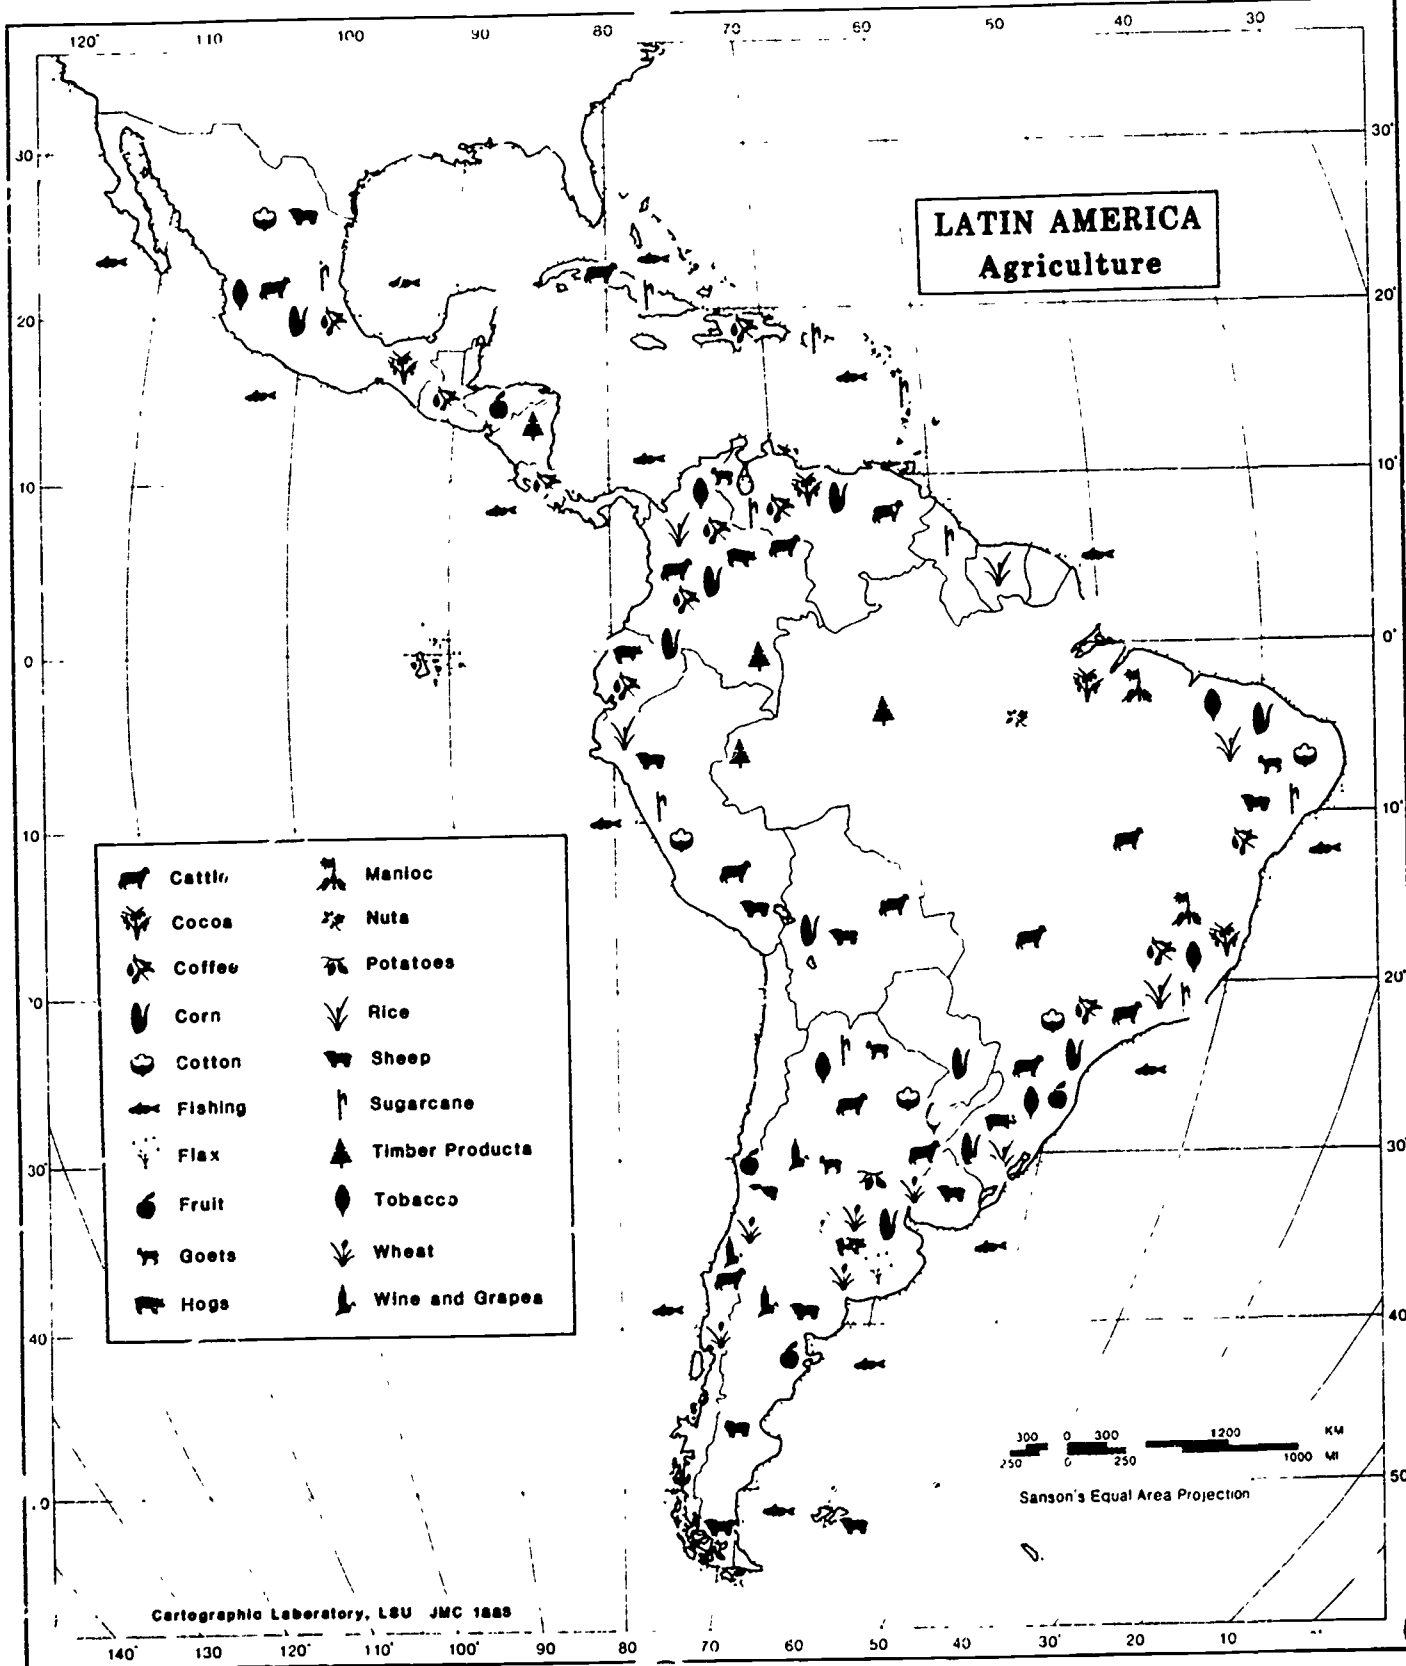 120° 110 100 90 80 70 60 50 40 30
30
30°
LATIN AMERICA
Agriculture
20
20°
10
10°
0
0°
10
10°
Cattle
Manioc
Cocoa
Nuts
Coffee
Potatoes
Corn
Rice
Cotton
Sheep
Fishing
Sugarcane
Flax
Timber Products
Fruit
Tobacco
Goets
Wheat
Hogs
Wine and Grapes
20°
30°
30°
40
40°
50
300 0 300 1200 KM
250 0 250 1000 MI
Sanson's Equal Area Projection
Cartographic Laboratory, LSU JMC
140° 130 120° 110° 100° 90° 80 70° 60° 50° 40 30° 20 10°